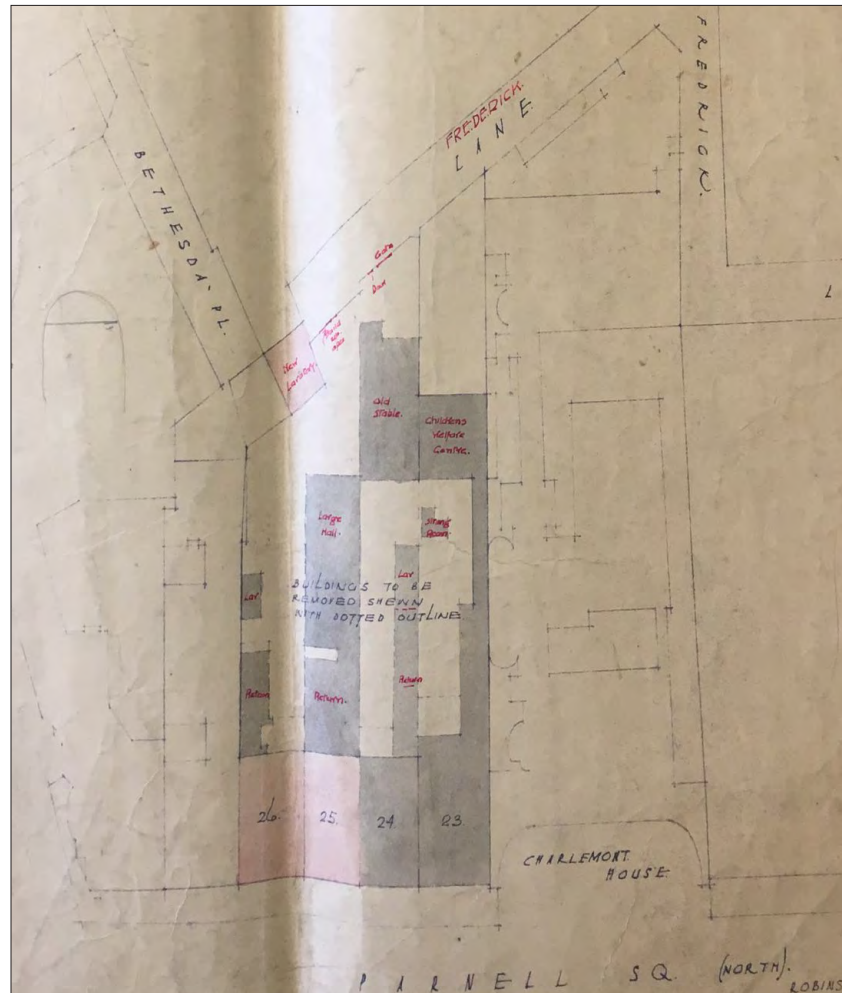 FREDRICK.
FREDERICK.
LANE.
BETHESDA-PL.
Gate
Door
L
New
Lavatory.
Old
Stable.
Childrens
Welfare
Centre.
Large
Hall.
Strong
Room.
Lav
Lav
BUILDINGS TO BE
REMOVED SHEWN
WITH DOTTED OUTLINE
Return
Return.
Return
26.
25.
24.
23
CHARLEMONT
HOUSE
PARNELL SQ. (NORTH).
ROBINS